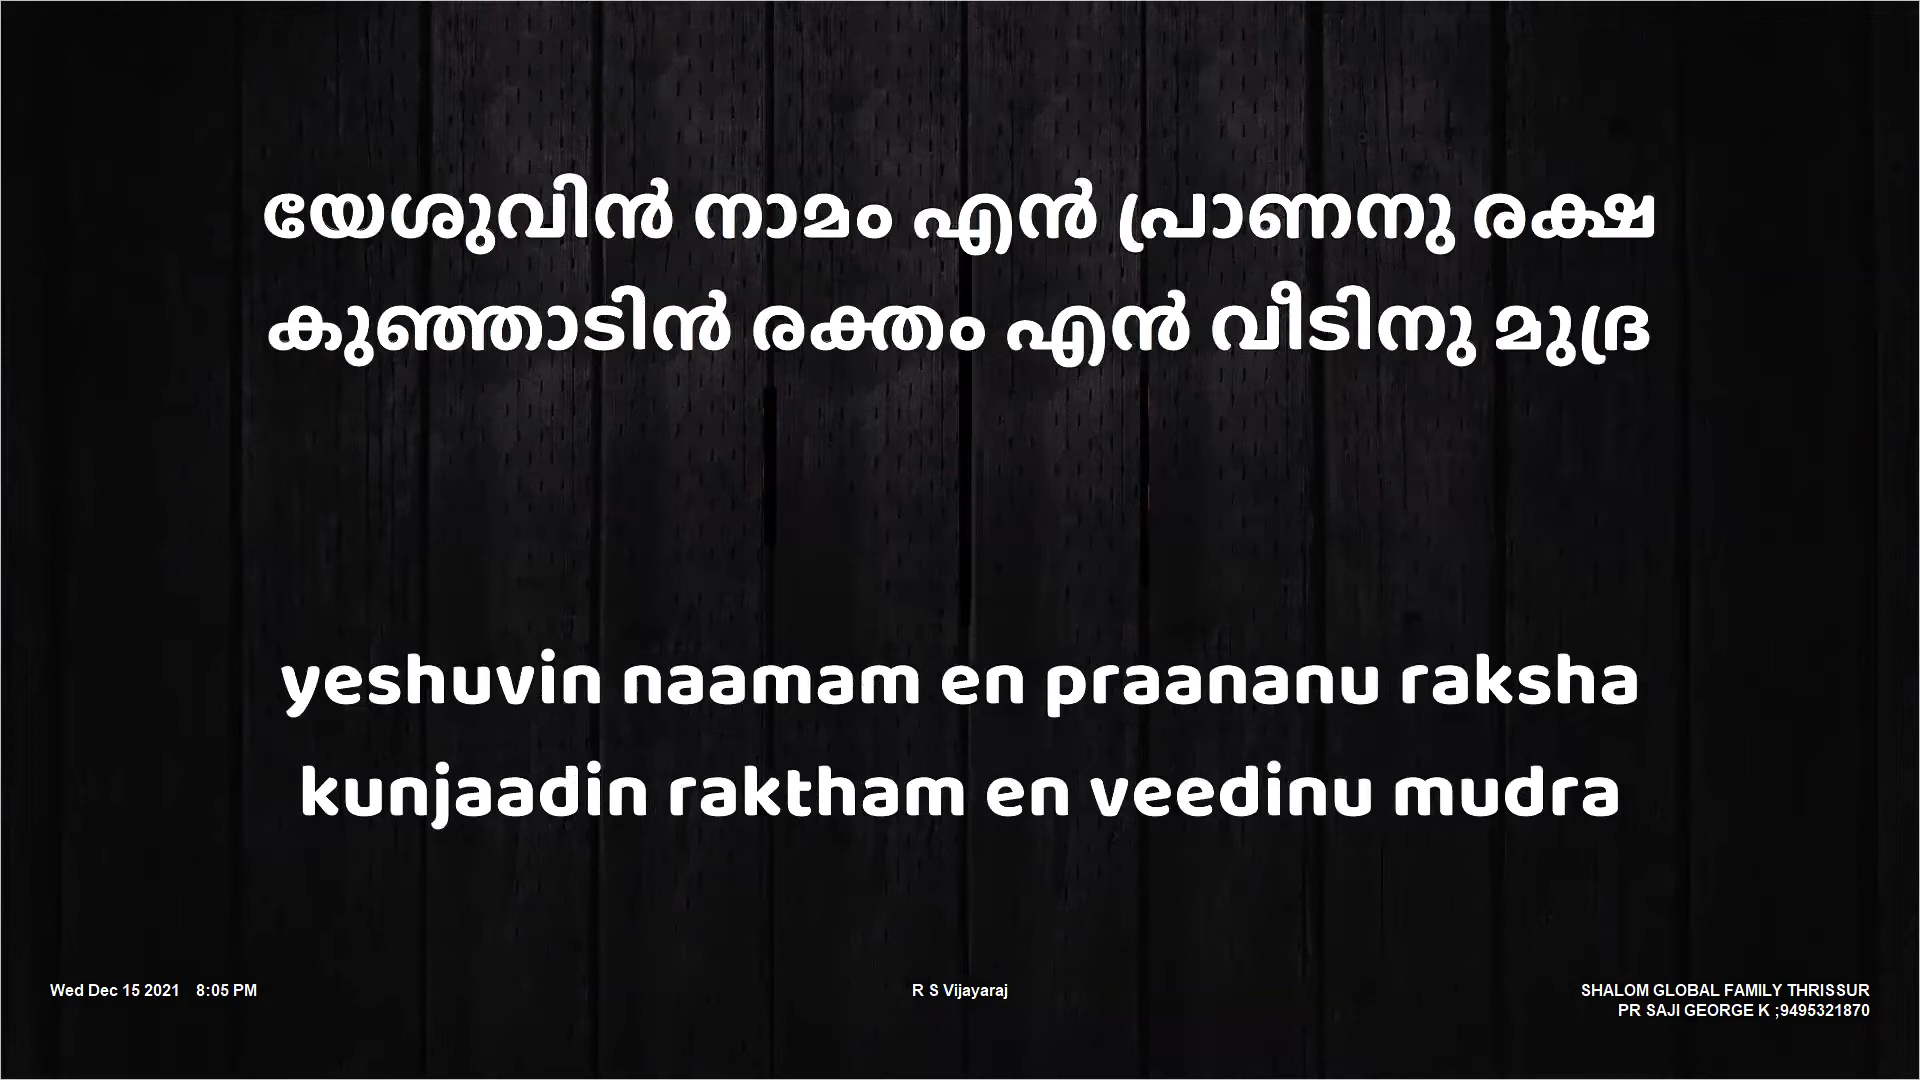 യേശുവിൻ നാമം എൻ പ്രാണനു രക്ഷ
കുഞ്ഞാടിൻ രക്തം എൻ വീടിനു മുദ്ര
yeshuvin naamam en praananu raksha
kunjaadin raktham en veedinu mudra
Wed Dec 15 2021 8:05 PM
R S Vijayaraj
SHALOM GLOBAL FAMILY THRISSUR
PR SAJI GEORGE K ;9495321870